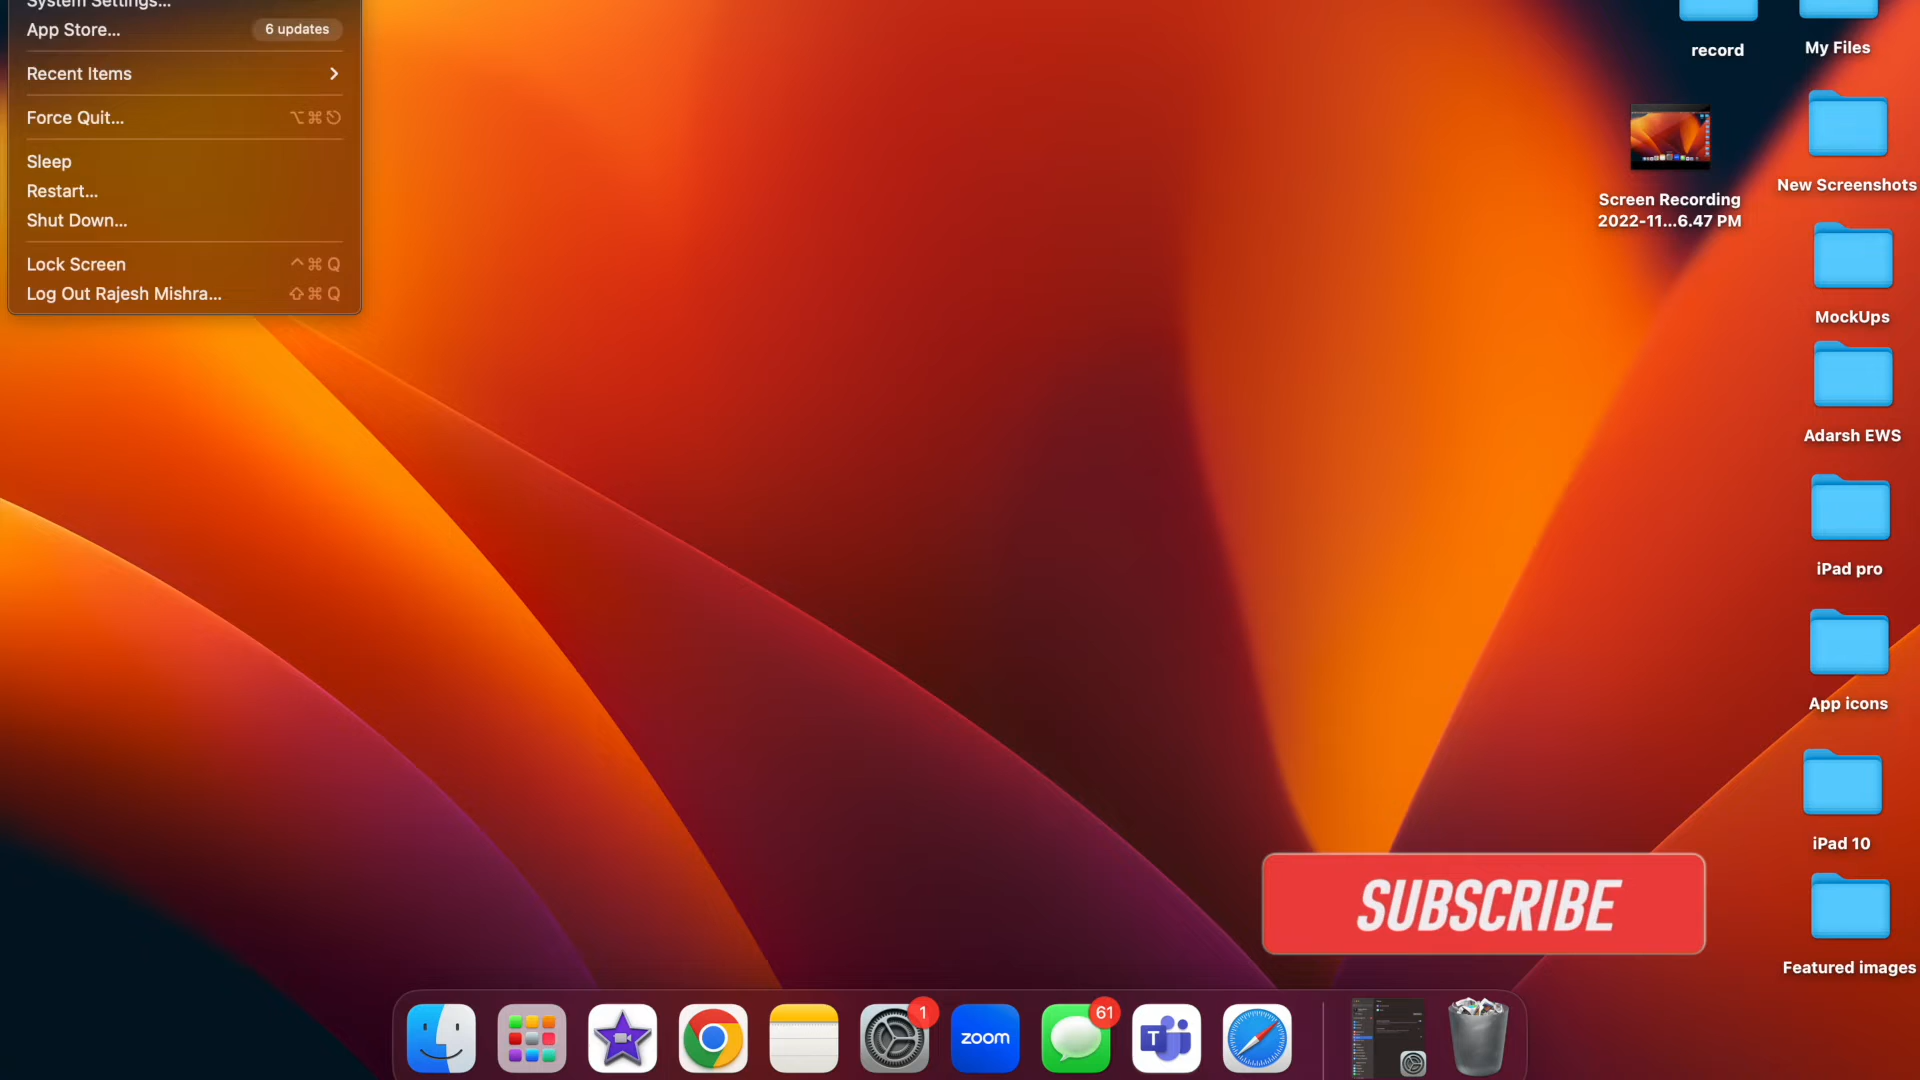 System Settings...
App Store...
6 updates
Recent Items
Force Quit...
⌥⌘⎋
Sleep
Restart...
Shut Down...
Lock Screen
^⌘Q
Log Out Rajesh Mishra...
⇧⌘Q
record
My Files
Screen Recording
2022-11...6.47 PM
New Screenshots
MockUps
Adarsh EWS
iPad pro
App icons
iPad 10
Featured images
SUBSCRIBE
1
zoom
61
T